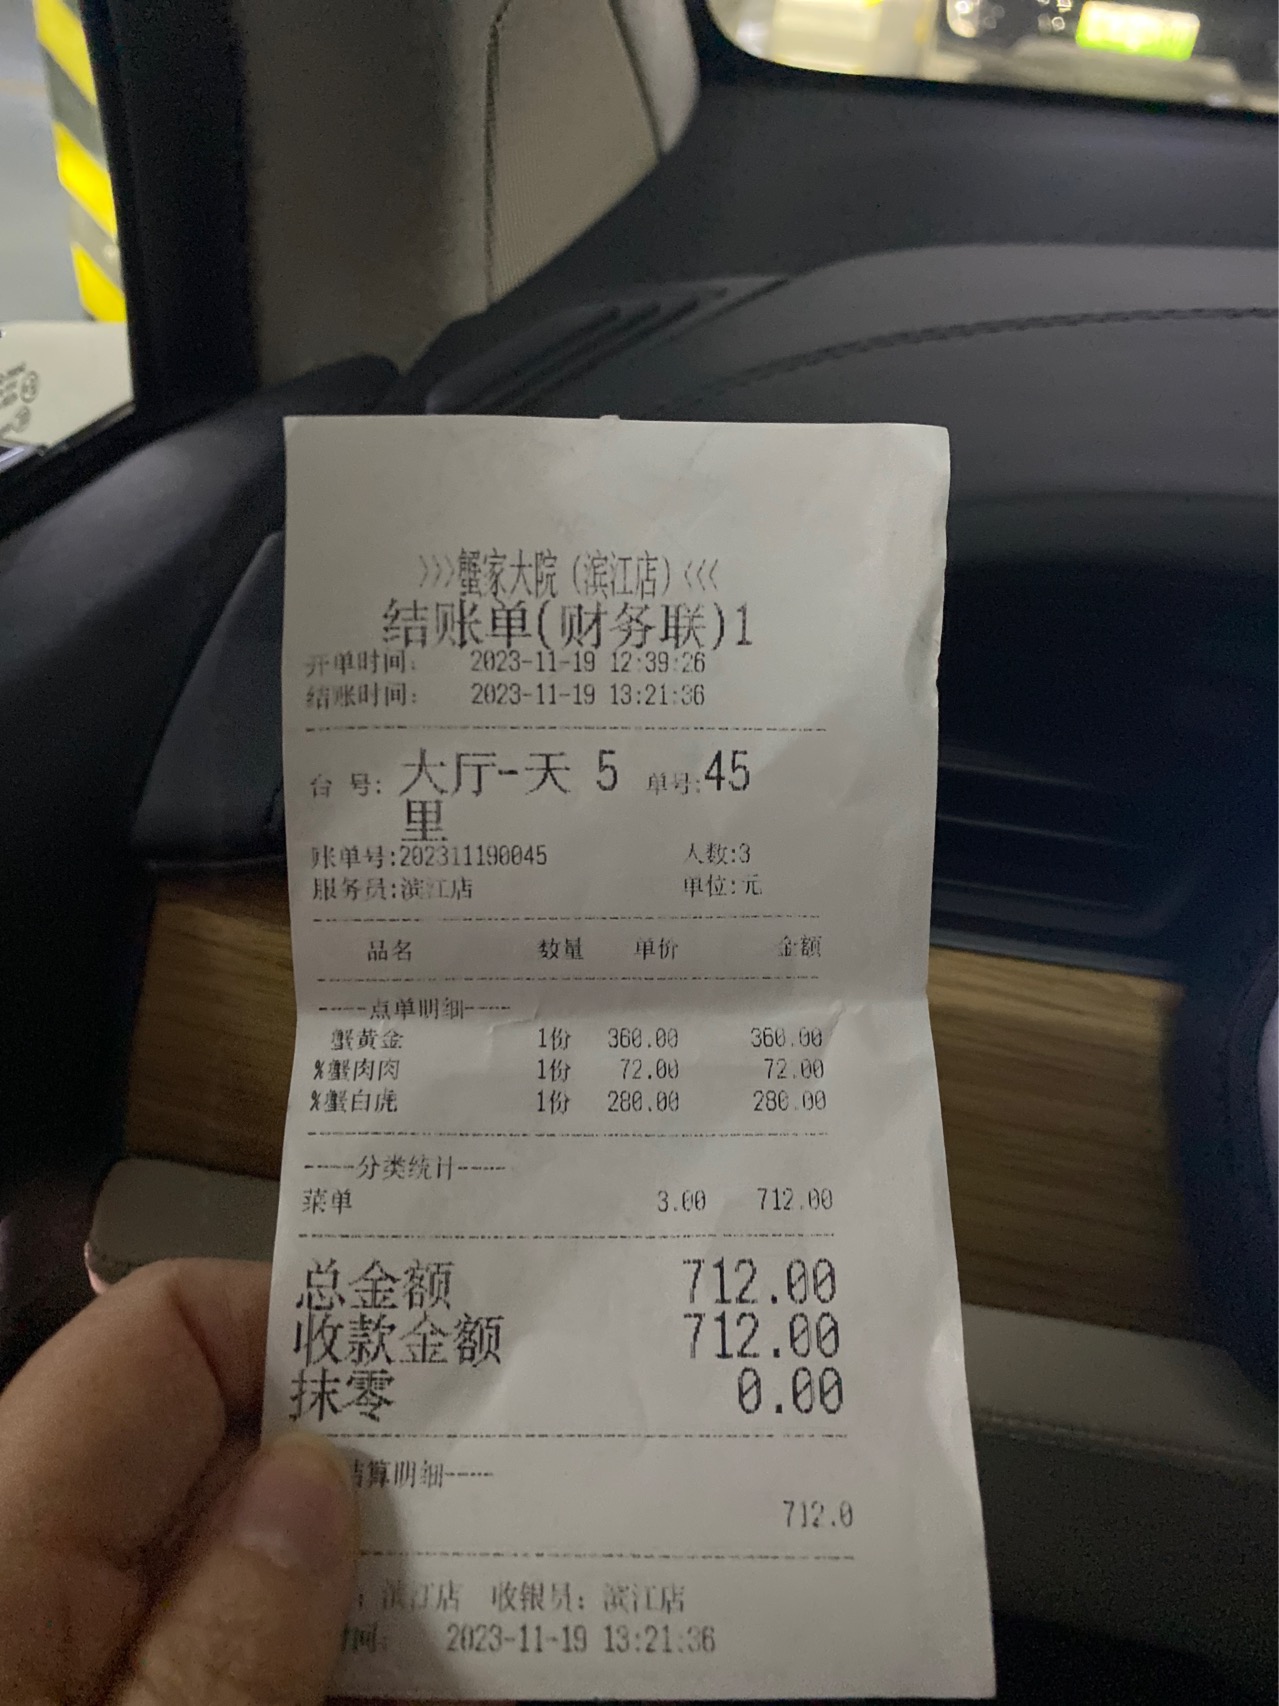 >>>蟹家大院（滨江店）<<<
结账单(财务联)1
开单时间: 2023-11-19 12:39:26
结账时间: 2023-11-19 13:21:36
台 号: 大厅-天 5 单号:45
里
账单号:202311190045 人数:3
服务员:滨江店 单位:元
品名 数量 单价 金额
----点单明细----
蟹黄金 1份 360.00 360.00
%蟹肉肉 1份 72.00 72.00
%蟹白虎 1份 280.00 280.00
----分类统计----
菜单 3.00 712.00
总金额 712.00
收款金额 712.00
抹零 0.00
结算明细----
712.0
: 滨江店 收银员: 滨江店
时间: 2023-11-19 13:21:36